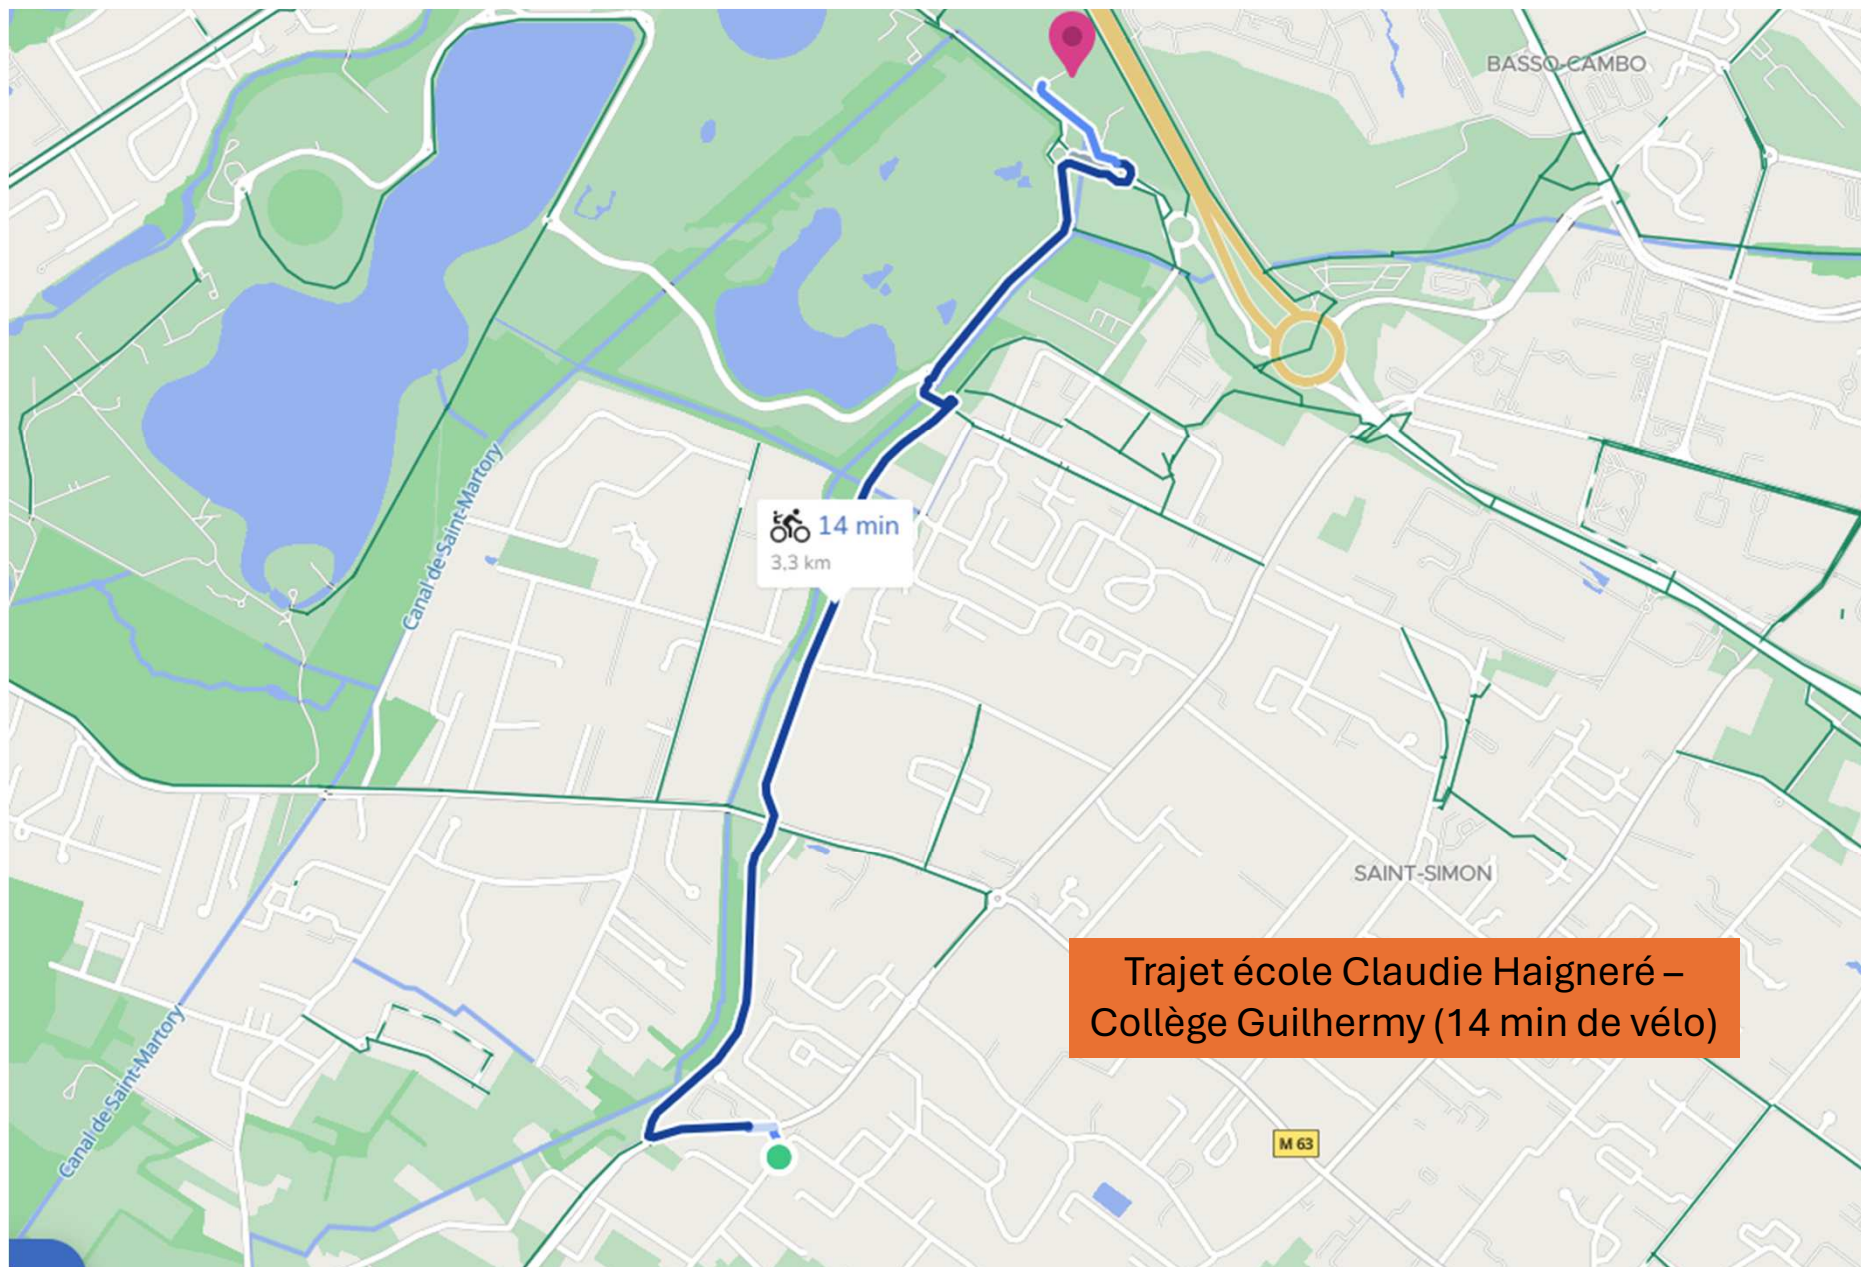 BASSO-CAMBO
Canal de Saint-Martory
14 min
3,3 km
SAINT-SIMON
Trajet école Claudie Haigneré –
Collège Guilhermy (14 min de vélo)
Canal de Saint-Martory
M 63